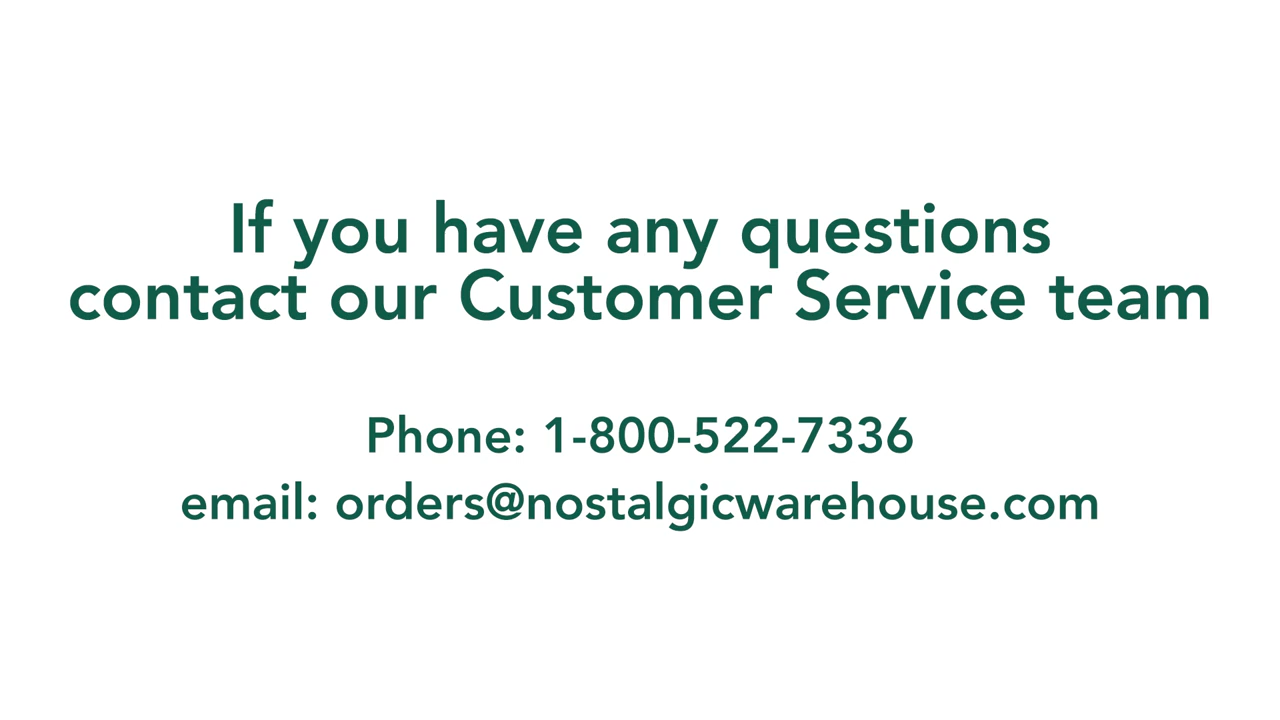 If you have any questions
contact our Customer Service team
Phone: 1-800-522-7336
email: orders@nostalgicwarehouse.com